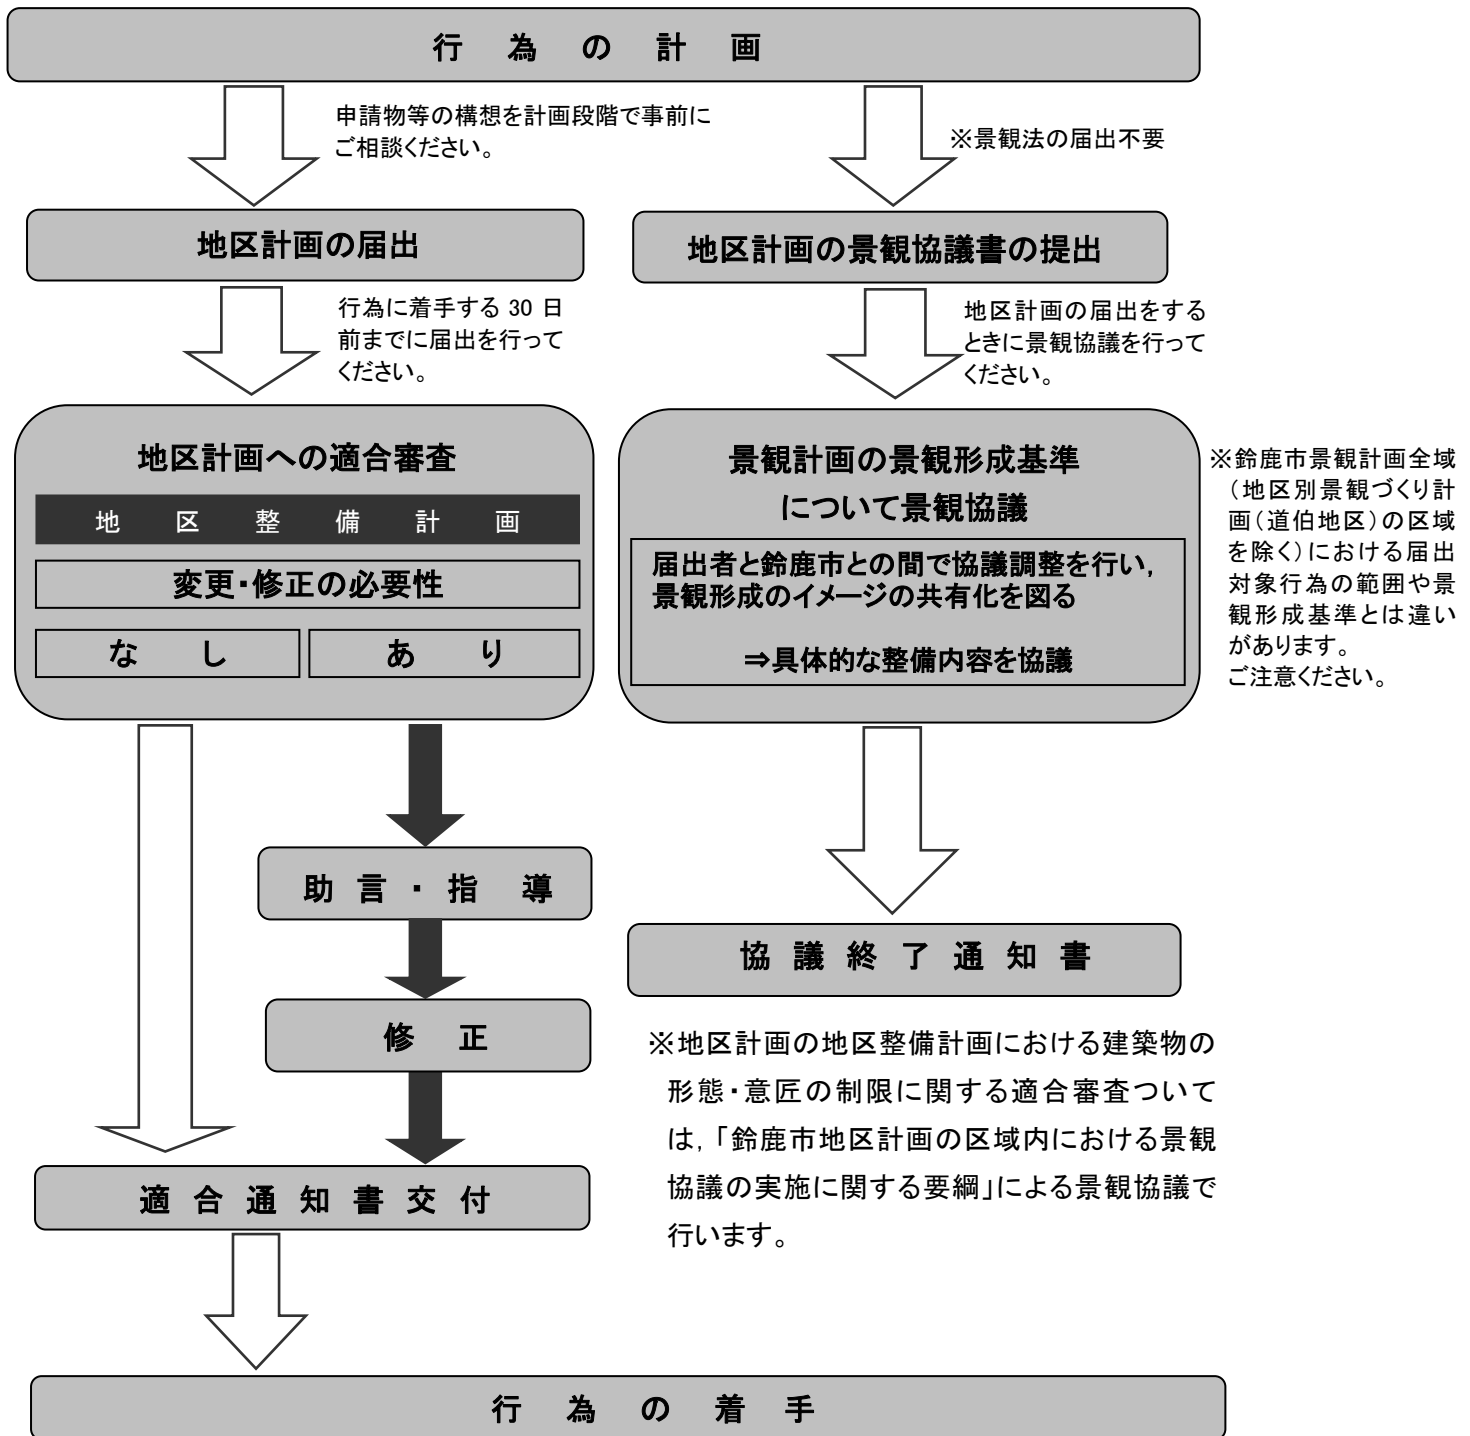 行為の計画
申請物等の構想を計画段階で事前に
ご相談ください。
※景観法の届出不要
地区計画の届出
地区計画の景観協議書の提出
行為に着手する 30 日
前までに届出を行って
ください。
地区計画の届出をする
ときに景観協議を行って
ください。
地区計画への適合審査
地区整備計画
変更・修正の必要性
なし
あり
景観計画の景観形成基準
について景観協議
届出者と鈴鹿市との間で協議調整を行い,
景観形成のイメージの共有化を図る
⇒具体的な整備内容を協議
※鈴鹿市景観計画全域
(地区別景観づくり計
画(道伯地区)の区域
を除く)における届出
対象行為の範囲や景
観形成基準とは違い
があります。
ご注意ください。
助言・指導
修正
協議終了通知書
※地区計画の地区整備計画における建築物の
形態・意匠の制限に関する適合審査ついて
は,「鈴鹿市地区計画の区域内における景観
協議の実施に関する要綱」による景観協議で
行います。
適合通知書交付
行為の着手